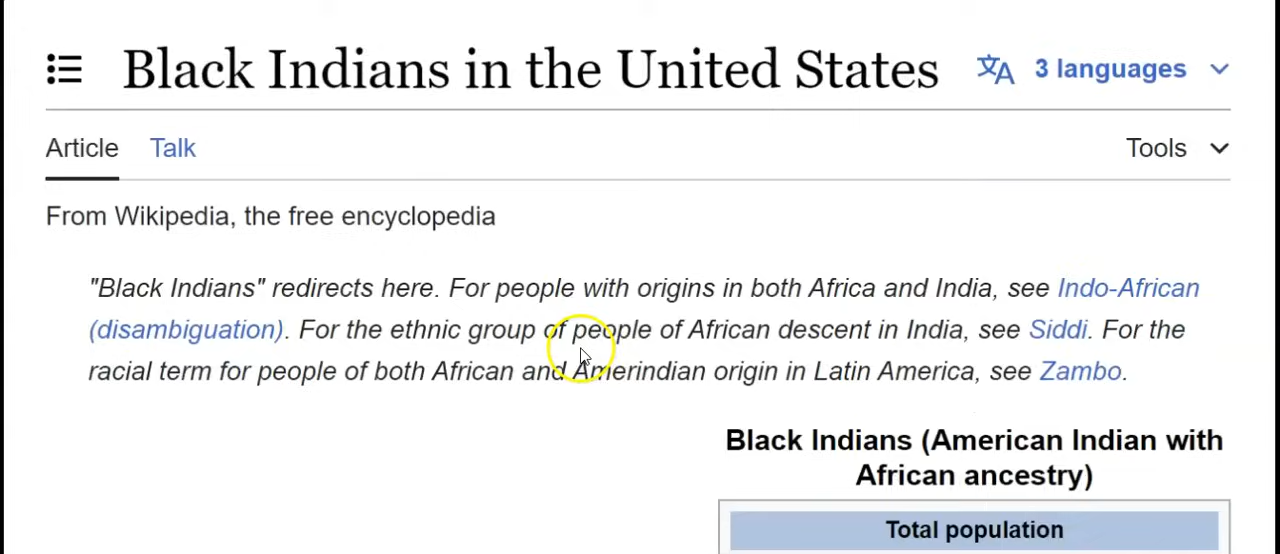 Black Indians in the United States
3 languages
Article Talk
Tools
From Wikipedia, the free encyclopedia
"Black Indians" redirects here. For people with origins in both Africa and India, see Indo-African
(disambiguation). For the ethnic group of people of African descent in India, see Siddi. For the
racial term for people of both African and Amerindian origin in Latin America, see Zambo.
Black Indians (American Indian with
African ancestry)
Total population